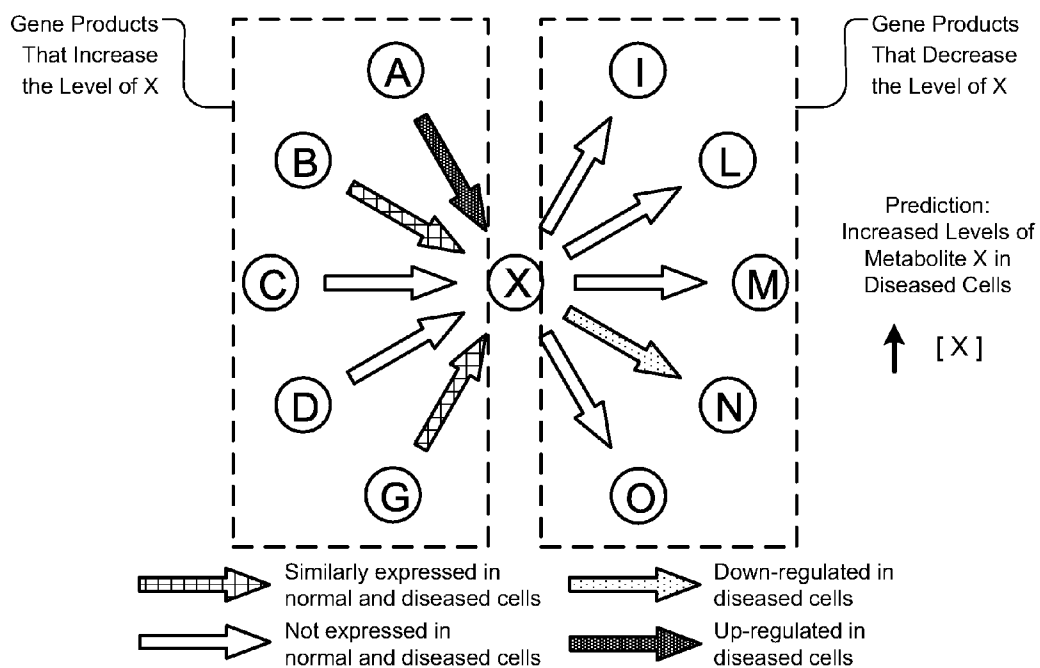 Gene Products
That Increase
the Level of X
Gene Products
That Decrease
the Level of X
A
I
B
L
C
X
M
D
N
G
O
Prediction:
Increased Levels of
Metabolite X in
Diseased Cells
[ X ]
Similarly expressed in
normal and diseased cells
Down-regulated in
diseased cells
Not expressed in
normal and diseased cells
Up-regulated in
diseased cells